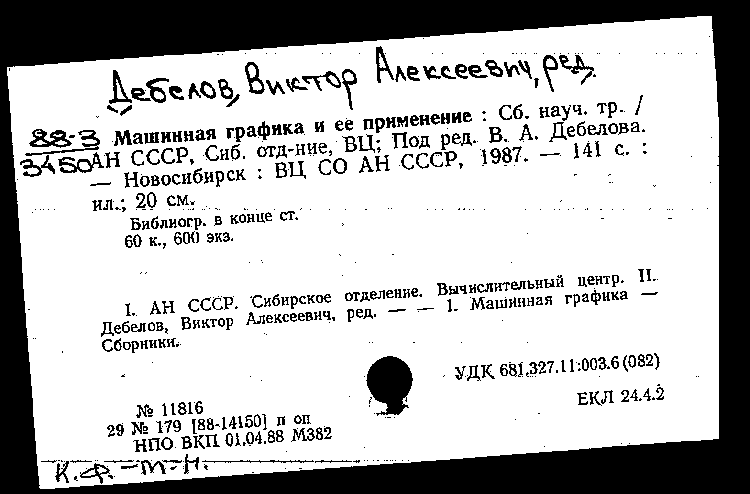 Дебелов, Виктор Алексеевич, ред.
88-3 Машинная графика и ее применение : Сб. науч. тр. /
3450 АН СССР, Сиб. отд-ние, ВЦ; Под ред. В. А. Дебелова.
— Новосибирск : ВЦ СО АН СССР, 1987. — 141 с. :
ил.; 20 см.
Библиогр. в конце ст.
60 к., 600 экз.
I. АН СССР. Сибирское отделение. Вычислительный центр. II.
Дебелов, Виктор Алексеевич, ред. — — 1. Машинная графика —
Сборники.
УДК 681.327.11:003.6 (082)
ЕКЛ 24.4.2
№ 11816
29 № 179 [88-14150] п оп
НПО ВКП 01.04.88 М382
К.Ф.-т-н.